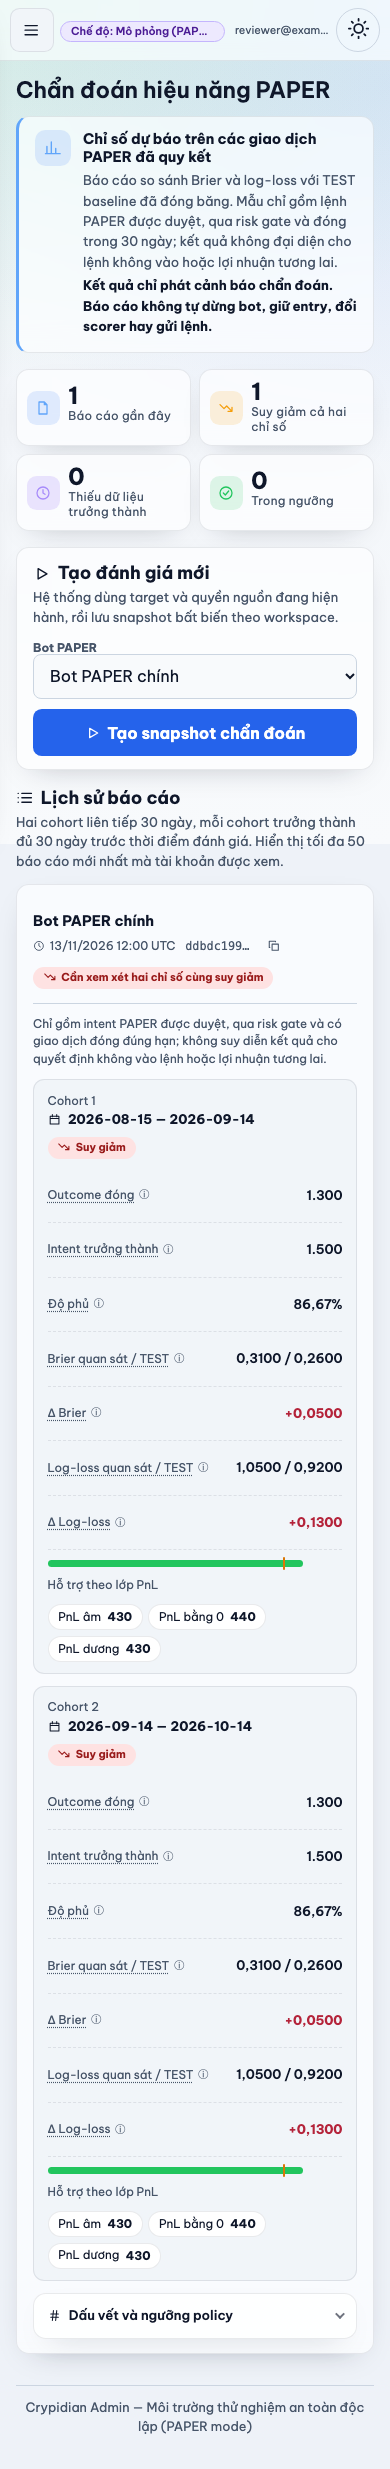 Chế độ: Mô phỏng (PAP...
reviewer@exam...
Chẩn đoán hiệu năng PAPER
Chỉ số dự báo trên các giao dịch
PAPER đã quy kết
Báo cáo so sánh Brier và log-loss với TEST
baseline đã đóng băng. Mẫu chỉ gồm lệnh
PAPER được duyệt, qua risk gate và đóng
trong 30 ngày; kết quả không đại diện cho
lệnh không vào hoặc lợi nhuận tương lai.
Kết quả chỉ phát cảnh báo chẩn đoán.
Báo cáo không tự dừng bot, giữ entry, đổi
scorer hay gửi lệnh.
1
Báo cáo gần đây
1
Suy giảm cả hai
chỉ số
0
Thiếu dữ liệu
trưởng thành
0
Trong ngưỡng
Tạo đánh giá mới
Hệ thống dùng target và quyền nguồn đang hiện
hành, rồi lưu snapshot bất biến theo workspace.
Bot PAPER
Bot PAPER chính
Tạo snapshot chẩn đoán
Lịch sử báo cáo
Hai cohort liên tiếp 30 ngày, mỗi cohort trưởng thành
đủ 30 ngày trước thời điểm đánh giá. Hiển thị tối đa 50
báo cáo mới nhất mà tài khoản được xem.
Bot PAPER chính
13/11/2026 12:00 UTC ddbdc199...
Cần xem xét hai chỉ số cùng suy giảm
Chỉ gồm intent PAPER được duyệt, qua risk gate và có
giao dịch đóng đúng hạn; không suy diễn kết quả cho
quyết định không vào lệnh hoặc lợi nhuận tương lai.
Cohort 1
2026-08-15 — 2026-09-14
Suy giảm
Outcome đóng ⓘ 1.300
Intent trưởng thành ⓘ 1.500
Độ phủ ⓘ 86,67%
Brier quan sát / TEST ⓘ 0,3100 / 0,2600
Δ Brier ⓘ +0,0500
Log-loss quan sát / TEST ⓘ 1,0500 / 0,9200
Δ Log-loss ⓘ +0,1300
Hỗ trợ theo lớp PnL
PnL âm 430 PnL bằng 0 440
PnL dương 430
Cohort 2
2026-09-14 — 2026-10-14
Suy giảm
Outcome đóng ⓘ 1.300
Intent trưởng thành ⓘ 1.500
Độ phủ ⓘ 86,67%
Brier quan sát / TEST ⓘ 0,3100 / 0,2600
Δ Brier ⓘ +0,0500
Log-loss quan sát / TEST ⓘ 1,0500 / 0,9200
Δ Log-loss ⓘ +0,1300
Hỗ trợ theo lớp PnL
PnL âm 430 PnL bằng 0 440
PnL dương 430
# Dấu vết và ngưỡng policy
Crypidian Admin — Môi trường thử nghiệm an toàn độc
lập (PAPER mode)